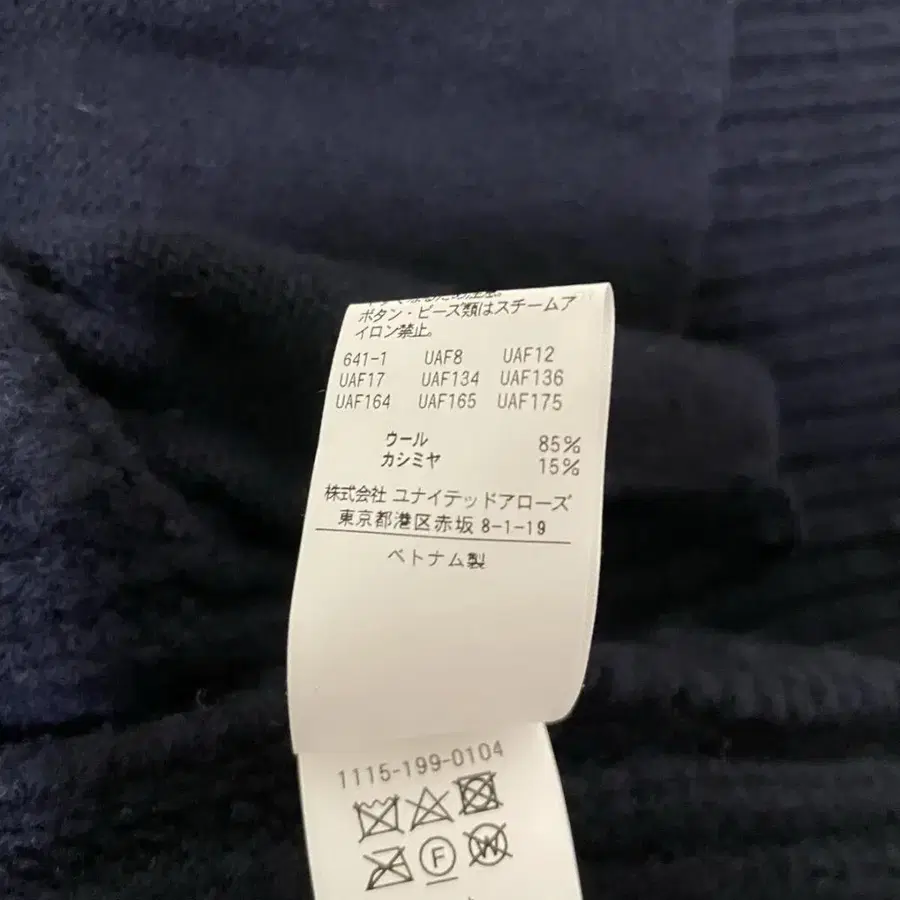 ボタン・ビーズ類はスチームア
イロン禁止。
641-1 UAF8 UAF12
UAF17 UAF134 UAF136
UAF164 UAF165 UAF175
ウール 85%
カシミヤ 15%
株式会社 ユナイテッドアローズ
東京都港区赤坂 8-1-19
ベトナム製
1115-199-0104
F
W